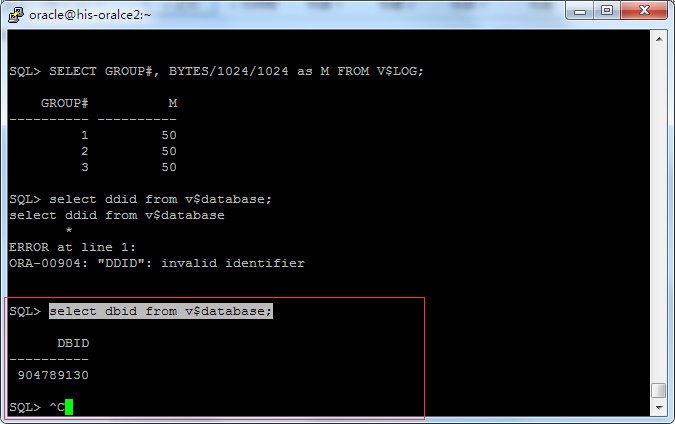 oracle@his-oralce2:~
SQL> SELECT GROUP#, BYTES/1024/1024 as M FROM V$LOG;
    GROUP#          M
---------- ----------
         1         50
         2         50
         3         50
SQL> select ddid from v$database;
select ddid from v$database
       *
ERROR at line 1:
ORA-00904: "DDID": invalid identifier
SQL> select dbid from v$database;
      DBID
----------
 904789130
SQL> ^C